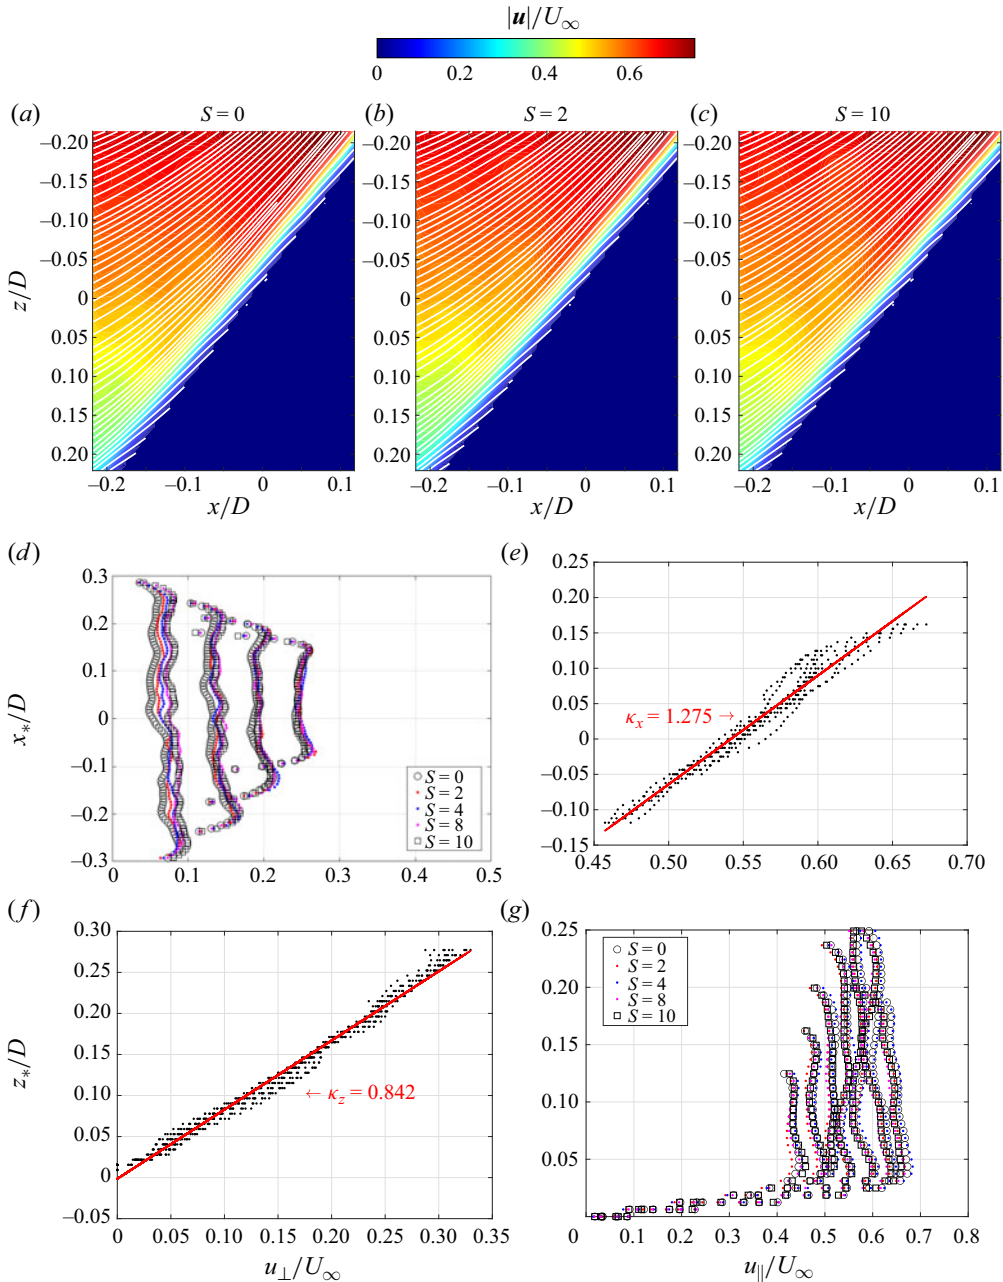 |u|/U∞
0 0.2 0.4 0.6
(a) S = 0 (b) S = 2 (c) S = 10
−0.20 −0.20 −0.20
−0.15 −0.15 −0.15
−0.10 −0.10 −0.10
−0.05 −0.05 −0.05
z/D 0 0 0
0.05 0.05 0.05
0.10 0.10 0.10
0.15 0.15 0.15
0.20 0.20 0.20
−0.2 −0.1 0 0.1 −0.2 −0.1 0 0.1 −0.2 −0.1 0 0.1
x/D x/D x/D
(d)
0.3
0.2
0.1
x*/D 0
−0.1
−0.2
−0.3
S = 0
S = 2
S = 4
S = 8
S = 10
0 0.1 0.2 0.3 0.4 0.5
(e)
0.25
0.20
0.15
0.10
0.05
0
−0.05
−0.10
−0.15
κx = 1.275 →
0.45 0.50 0.55 0.60 0.65 0.70
(f)
0.30
0.25
0.20
0.15
z*/D 0.10
0.05
0
−0.05
← κz = 0.842
0 0.05 0.10 0.15 0.20 0.25 0.30 0.35
u⊥/U∞
(g)
0.25
0.20
0.15
0.10
0.05
S = 0
S = 2
S = 4
S = 8
S = 10
0 0.1 0.2 0.3 0.4 0.5 0.6 0.7 0.8
u∥/U∞